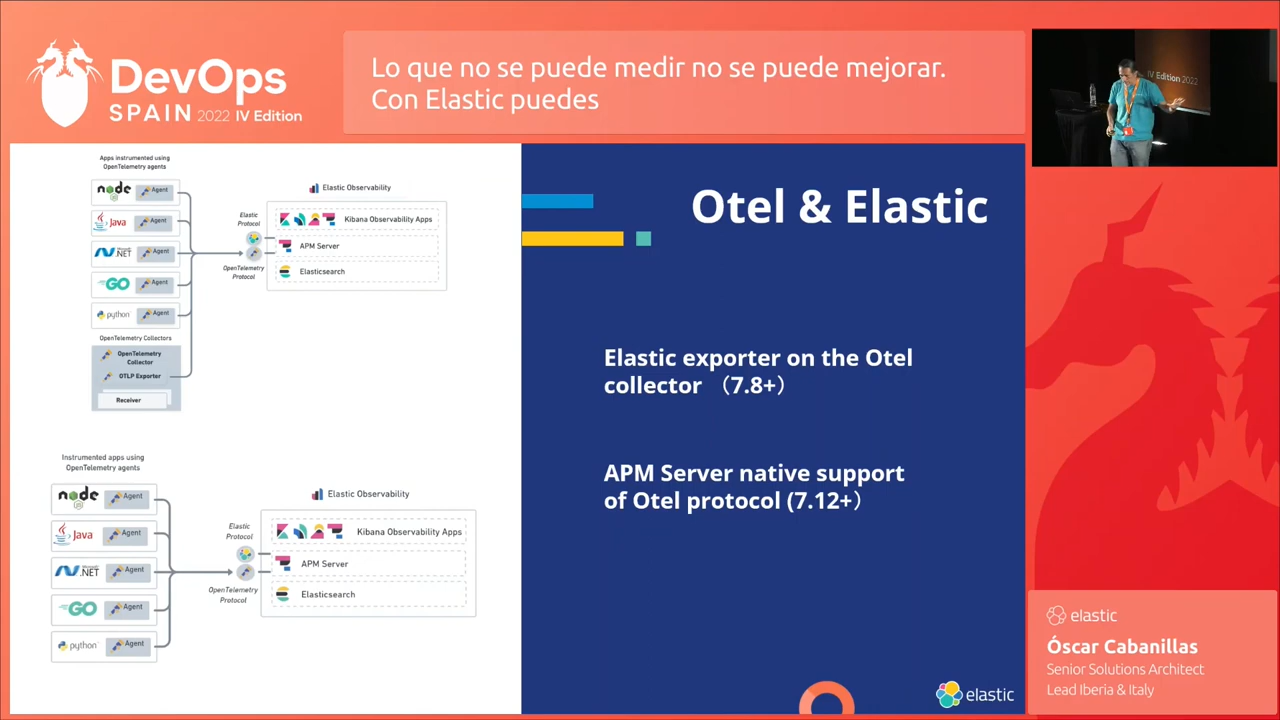 DevOps
SPAIN 2022 IV Edition
Lo que no se puede medir no se puede mejorar.
Con Elastic puedes
IV Edition 2022
Apps instrumented using
OpenTelemetry agents
node
Agent
Java
Agent
Microsoft
.NET
Agent
GO
Agent
python
Agent
OpenTelemetry Collectors
OpenTelemetry
Collector
OTLP Exporter
Receiver
Elastic
Protocol
OpenTelemetry
Protocol
Elastic Observability
Kibana Observability Apps
APM Server
Elasticsearch
Instrumented apps using
OpenTelemetry agents
node
Agent
Java
Agent
Microsoft
.NET
Agent
GO
Agent
python
Agent
Elastic
Protocol
OpenTelemetry
Protocol
Elastic Observability
Kibana Observability Apps
APM Server
Elasticsearch
Otel & Elastic
Elastic exporter on the Otel
collector （7.8+）
APM Server native support
of Otel protocol (7.12+）
elastic
elastic
Óscar Cabanillas
Senior Solutions Architect
Lead Iberia & Italy